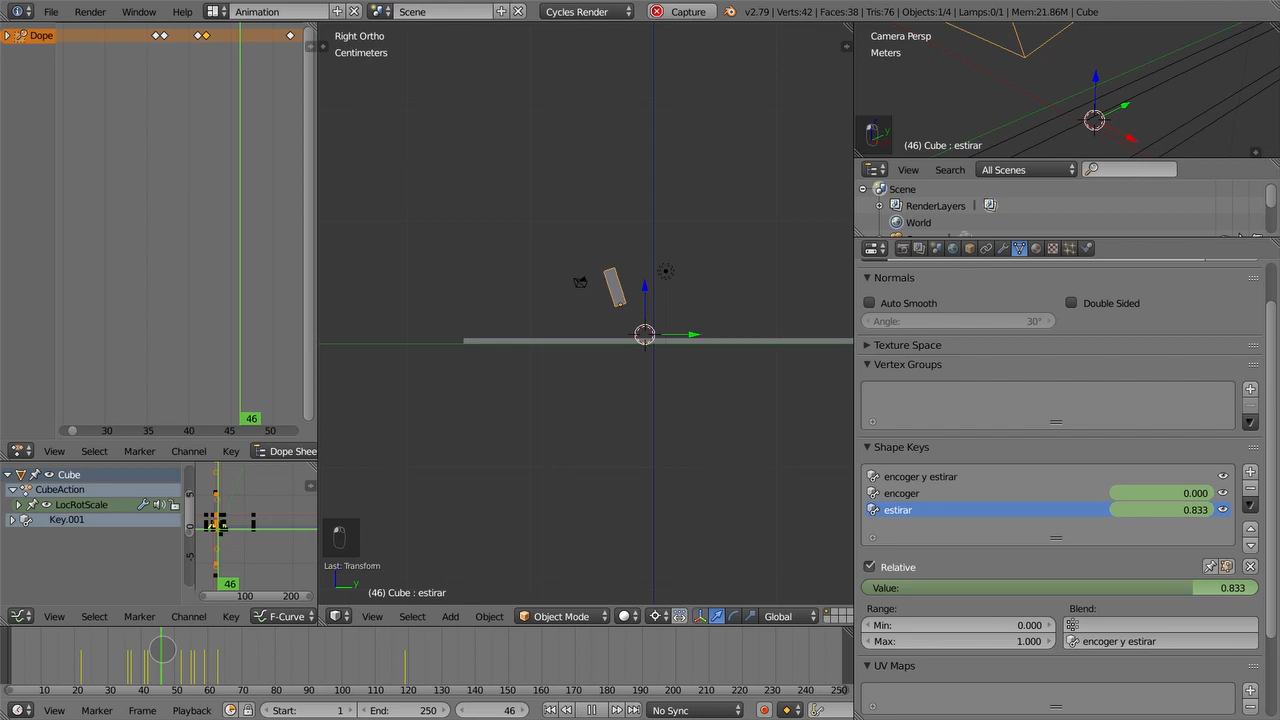 File Render Window Help Animation Scene Cycles Render Capture v2.79 | Verts:42 | Faces:38 | Tris:76 | Objects:1/4 | Lamps:0/1 | Mem:21.86M | Cube
Dope
30 35 40 45 50
46
View Select Marker Channel Key Dope Shee
Cube
CubeAction
LocRotScale
Key.001
5
0
-5
46
100 200
View Select Marker Channel Key F-Curve
Right Ortho
Centimeters
Last: Transform
y
(46) Cube : estirar
View Select Add Object Object Mode Global
Camera Persp
Meters
y
(46) Cube : estirar
View Search All Scenes
Scene
RenderLayers
World
Normals
Auto Smooth Double Sided
Angle: 30°
Texture Space
Vertex Groups
Shape Keys
encoger y estirar
encoger 0.000
estirar 0.833
Relative
Value: 0.833
Range: Blend:
Min: 0.000
Max: 1.000 encoger y estirar
UV Maps
10 20 30 40 50 60 70 80 90 100 110 120 130 140 150 160 170 180 190 200 210 220 230 240 250
View Marker Frame Playback Start: 1 End: 250 46 No Sync